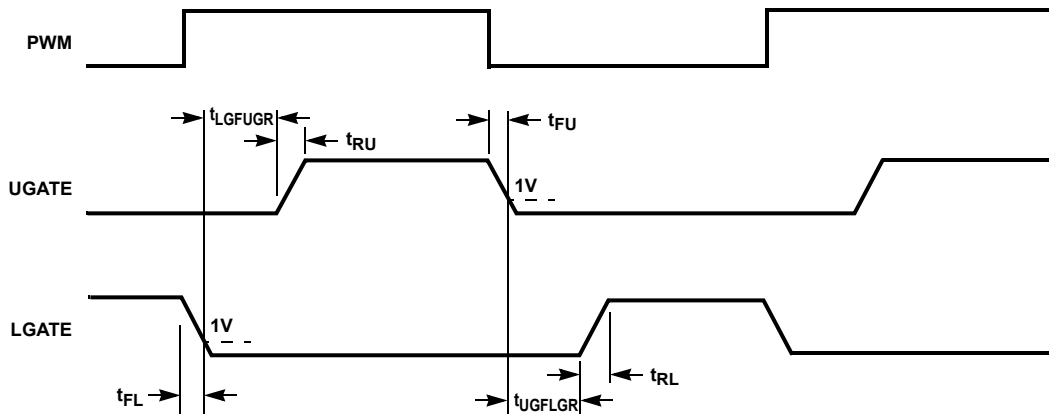 PWM
tLGFUGR
tRU
tFU
UGATE
1V
LGATE
1V
tFL
tUGFLGR
tRL